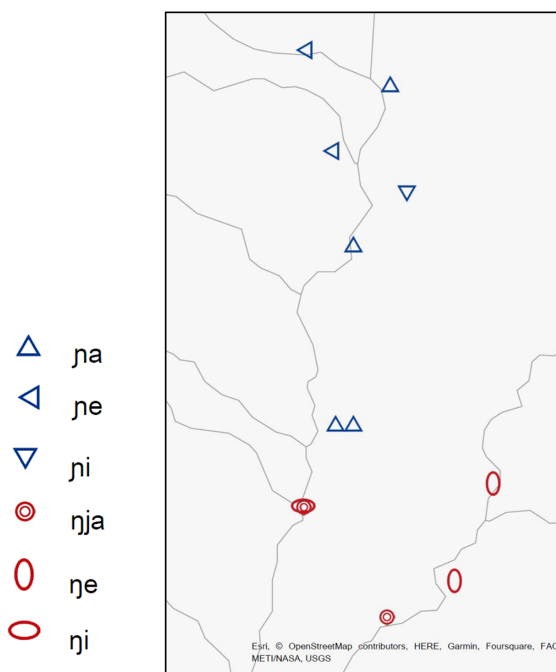 ɲa
ɲe
ɲi
ŋja
ŋe
ŋi
Esri, © OpenStreetMap contributors, HERE, Garmin, Foursquare, FAO,
METI/NASA, USGS